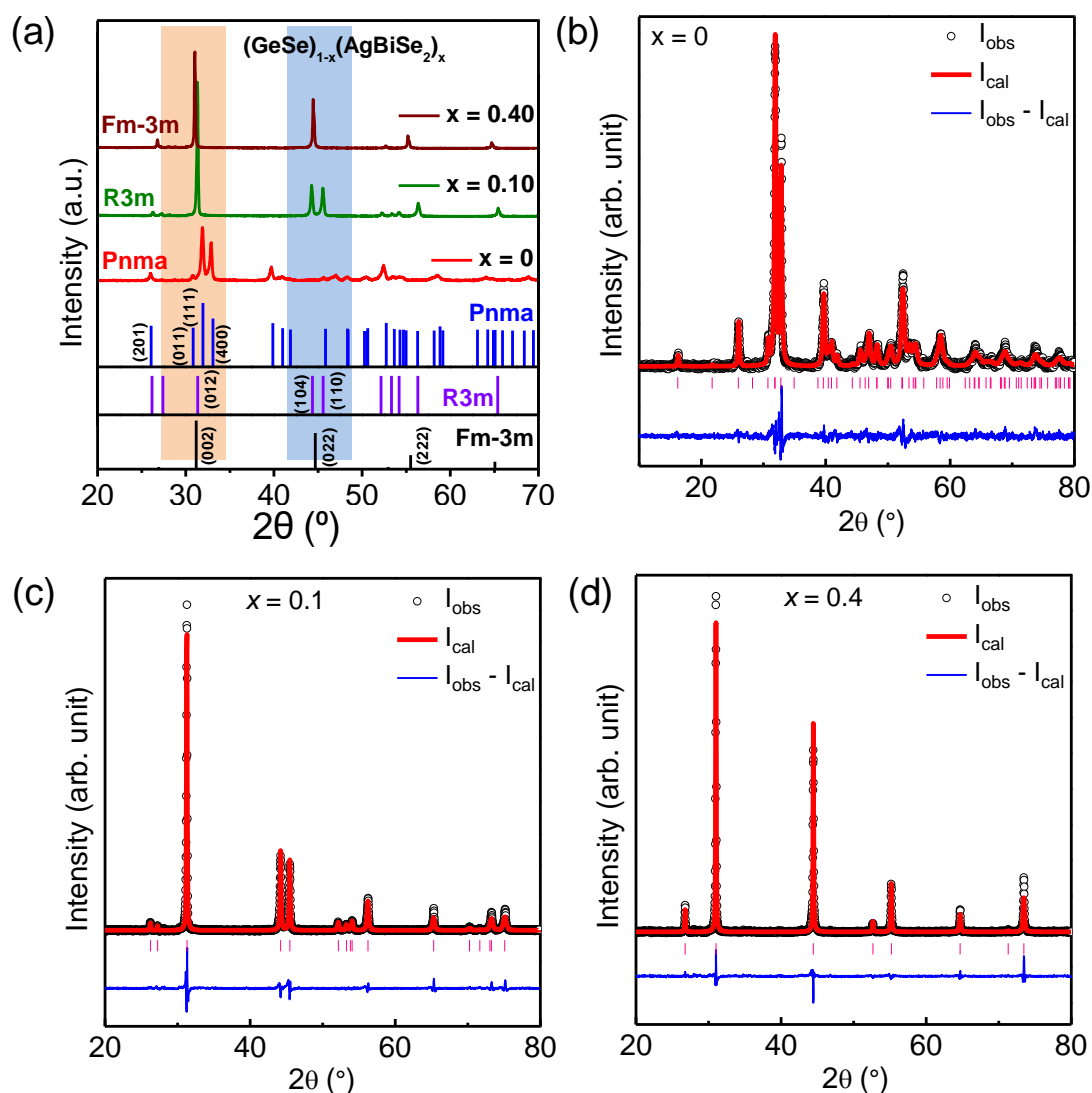 (a)
(GeSe)1-x(AgBiSe2)x
Fm-3m
x = 0.40
R3m
x = 0.10
Pnma
x = 0
Pnma
(201)
(011)
(111)
(400)
R3m
(012)
(104)
(110)
Fm-3m
(002)
(022)
(222)
20 30 40 50 60 70
2θ (⁰)
Intensity (a.u.)
(b)
x = 0
Iobs
Ical
Iobs - Ical
Intensity (arb. unit)
20 40 60 80
2θ (°)
(c)
x = 0.1
Iobs
Ical
Iobs - Ical
Intensity (arb. unit)
20 40 60 80
2θ (°)
(d)
x = 0.4
Iobs
Ical
Iobs - Ical
Intensity (arb. unit)
20 40 60 80
2θ (°)